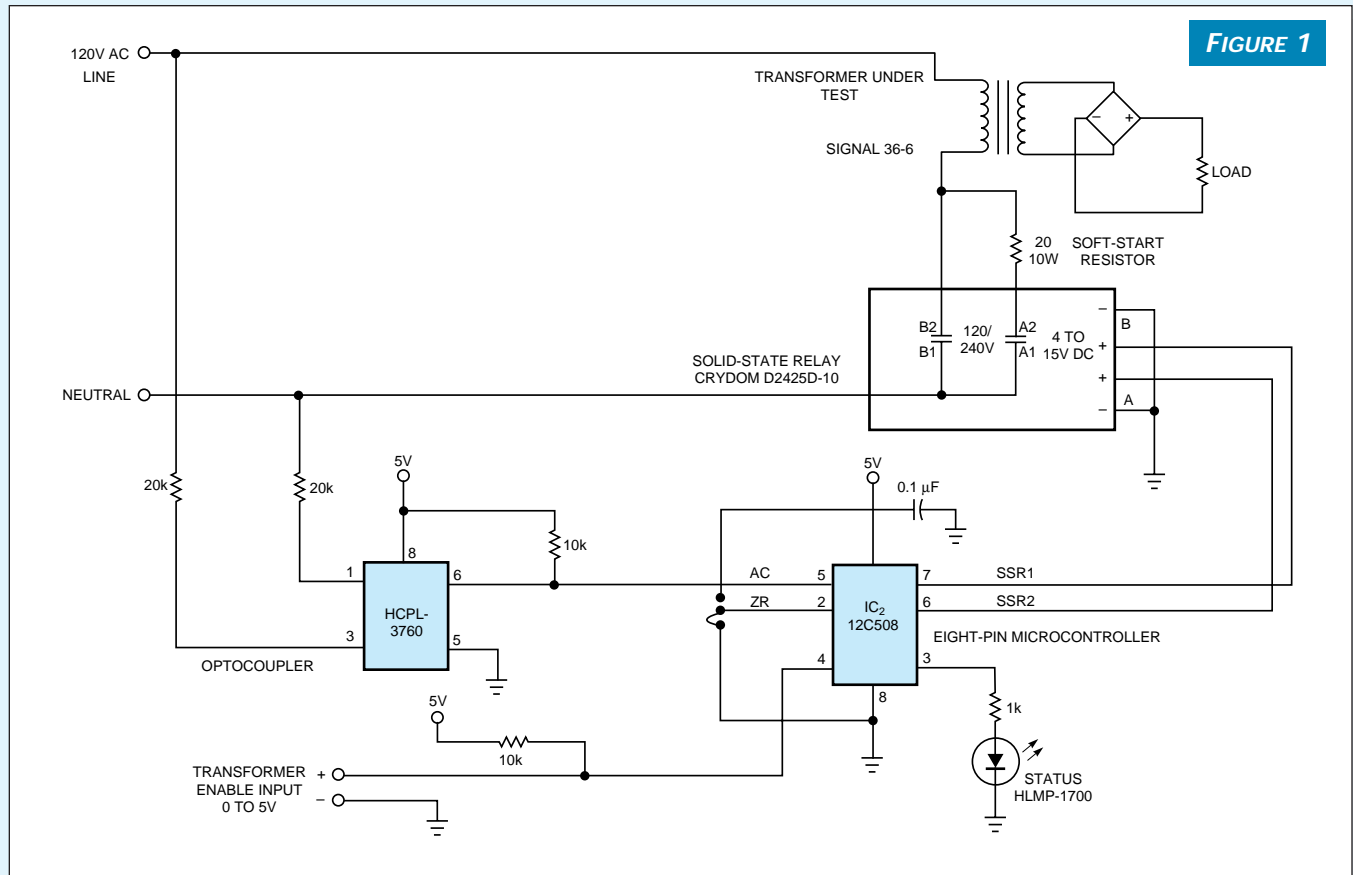 FIGURE 1
120V AC
LINE
TRANSFORMER UNDER
TEST
SIGNAL 36-6
– +
LOAD
20
10W
SOFT-START
RESISTOR
B2
B1
120/
240V
A2
A1
4 TO
15V DC
–
B
+
+
A
–
SOLID-STATE RELAY
CRYDOM D2425D-10
NEUTRAL
20k
20k
5V
8
10k
1
6
HCPL-
3760
3
5
OPTOCOUPLER
5V
0.1 µF
AC
5
ZR
2
4
IC2
12C508
7
SSR1
6
SSR2
EIGHT-PIN MICROCONTROLLER
3
8
1k
STATUS
HLMP-1700
5V
10k
TRANSFORMER
ENABLE INPUT
0 TO 5V
+
–